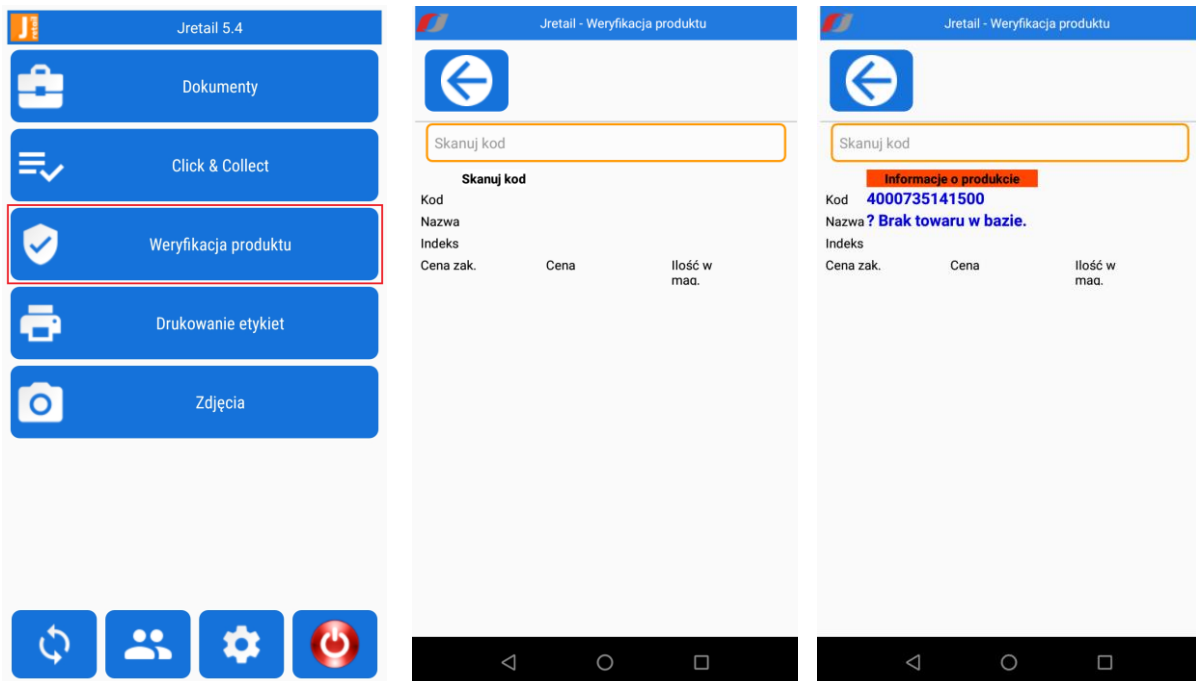 J retail
Jretail 5.4
Dokumenty
Click & Collect
Weryfikacja produktu
Drukowanie etykiet
Zdjęcia
Jretail - Weryfikacja produktu
Skanuj kod
Skanuj kod
Kod
Nazwa
Indeks
Cena zak. Cena Ilość w
mag.
Jretail - Weryfikacja produktu
Skanuj kod
Informacje o produkcie
Kod 4000735141500
Nazwa ? Brak towaru w bazie.
Indeks
Cena zak. Cena Ilość w
mag.